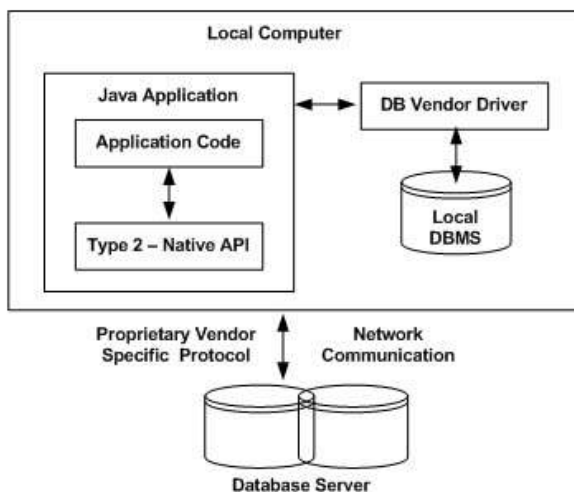 Local Computer
Java Application
DB Vendor Driver
Application Code
Local
DBMS
Type 2 – Native API
Proprietary Vendor
Specific Protocol
Network
Communication
Database Server